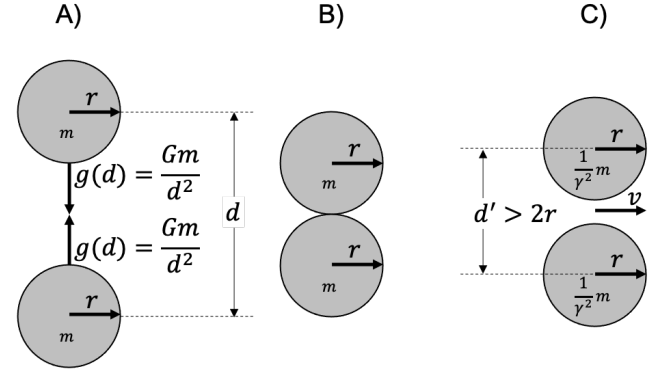 A)
B)
C)
r
m
g(d) = Gm/d²
g(d) = Gm/d²
d
r
m
r
m
r
m
r
1/γ² m
v
d′ > 2r
r
1/γ² m